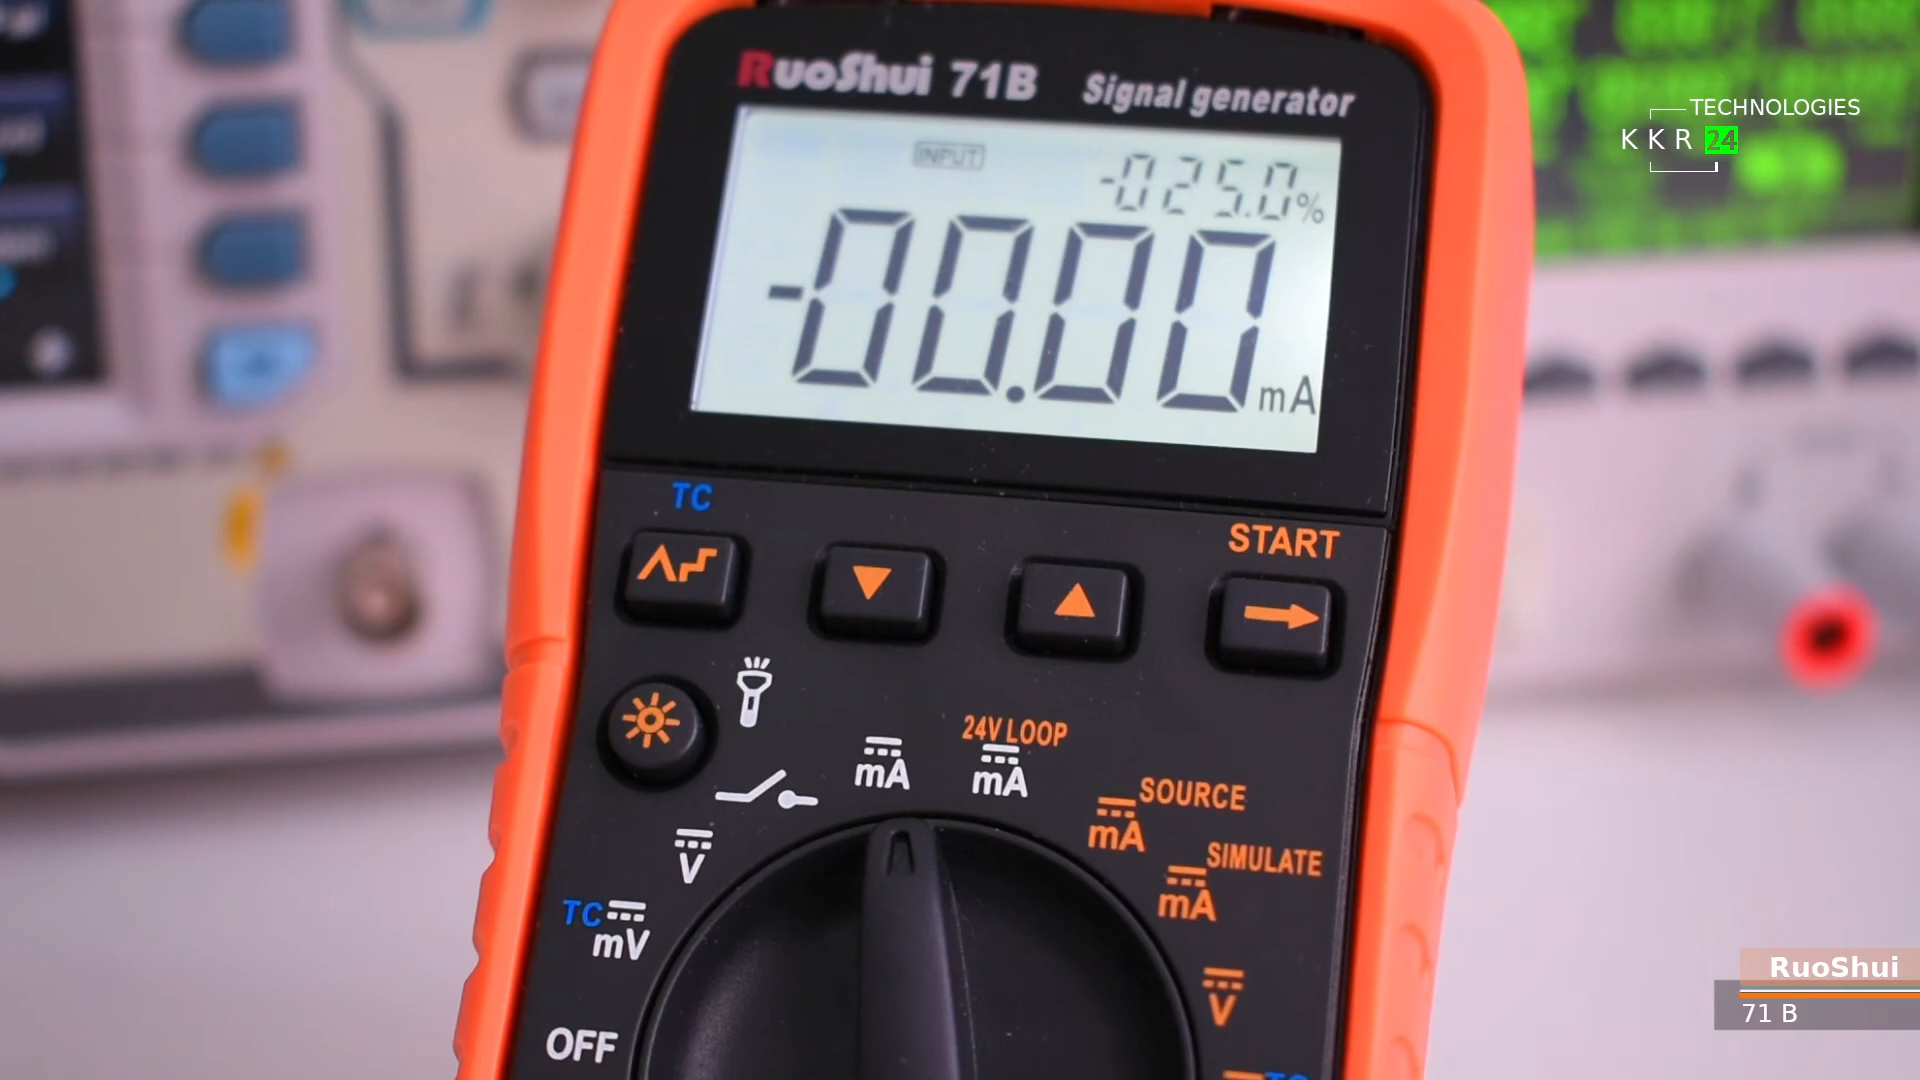 RuoShui 71B Signal generator
INPUT
-025.0%
-00.00 mA
TECHNOLOGIES
KKR 24
TC
START
24V LOOP
mA
mA
SOURCE
mA
SIMULATE
mA
V
TC
mV
V
OFF
TC
RuoShui
71 B